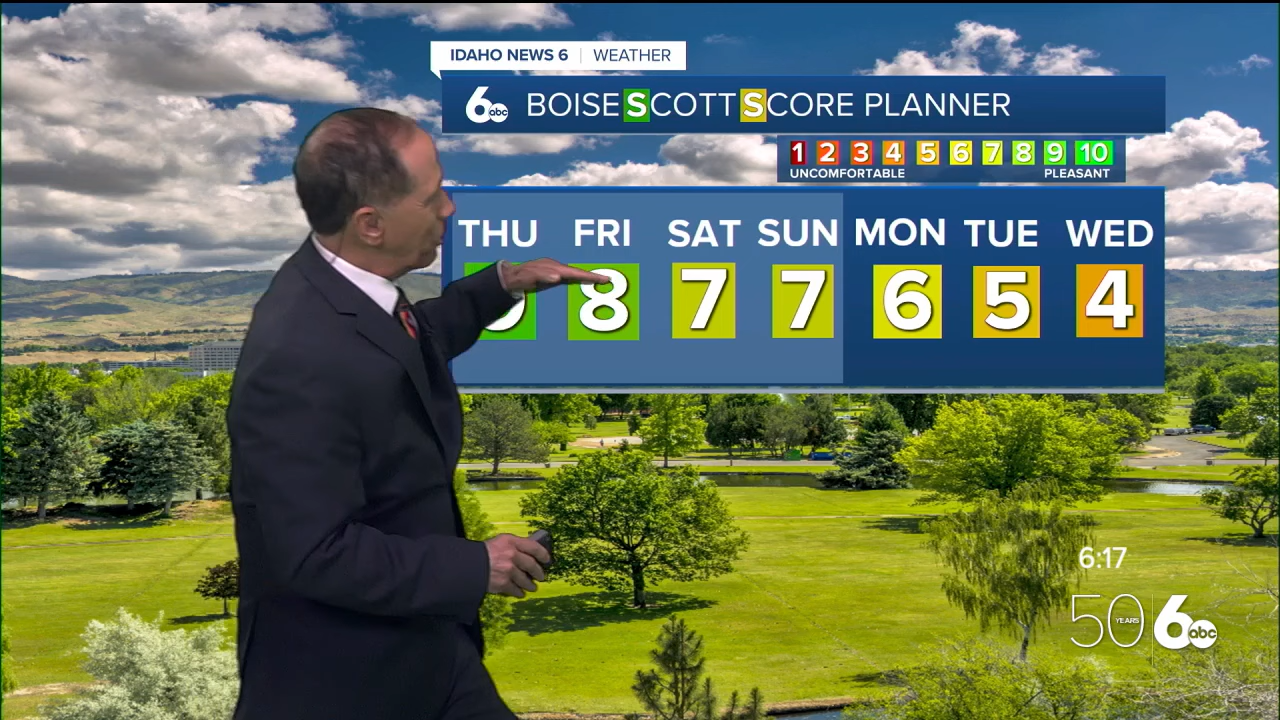 IDAHO NEWS 6 | WEATHER
6abc BOISE SCOTT SCORE PLANNER
1 2 3 4 5 6 7 8 9 10
UNCOMFORTABLE PLEASANT
THU FRI SAT SUN MON TUE WED
8 7 7 6 5 4
6:17
50 YEARS 6abc